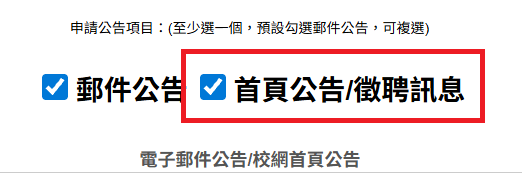 申請公告項目：(至少選一個，預設勾選郵件公告，可複選)
郵件公告 首頁公告/徵聘訊息
電子郵件公告/校網首頁公告